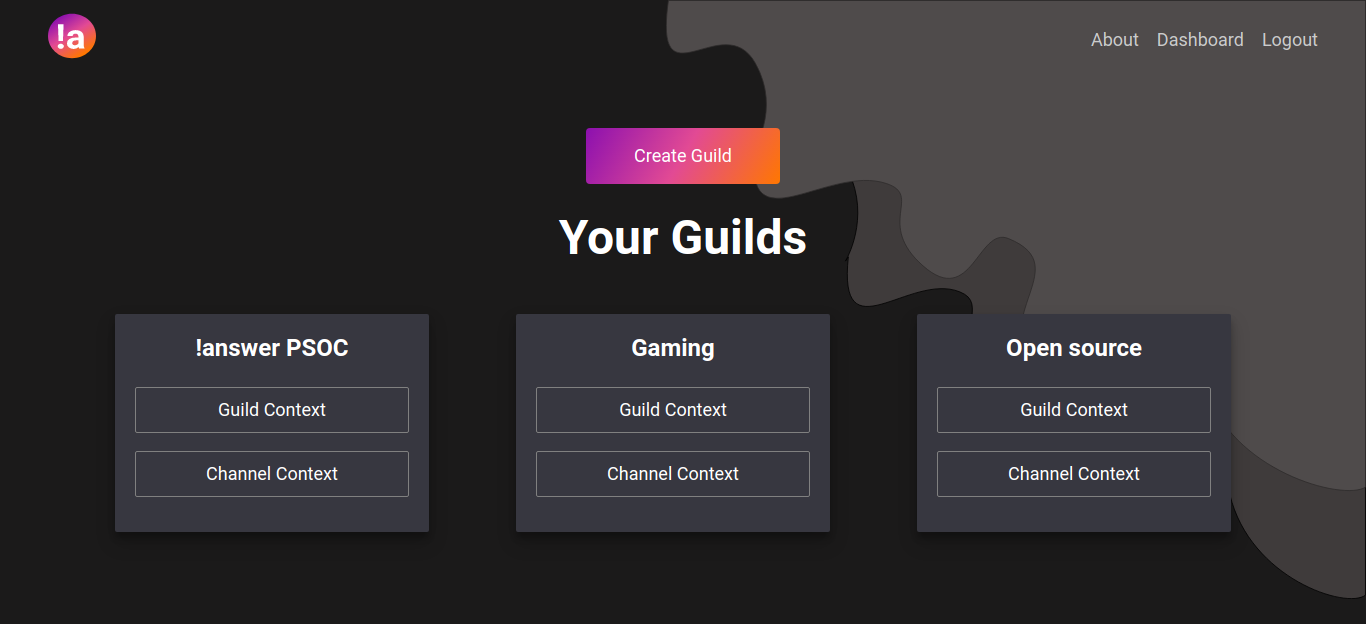 !a
About Dashboard Logout
Create Guild
Your Guilds
!answer PSOC
Guild Context
Channel Context
Gaming
Guild Context
Channel Context
Open source
Guild Context
Channel Context